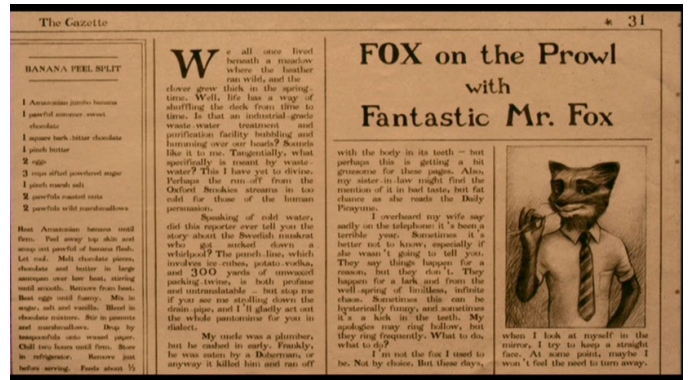 The Gazette
31
BANANA PEEL SPLIT
1 Amazonian jumbo banana
1 pawful summer sweet
chocolate
1 square bark-bitter chocolate
1 pinch butter
2 eggs
3 cups sifted powdered sugar
1 pinch marsh salt
2 pawfuls roasted nuts
2 pawfuls wild marshmallows
Heat Amazonian banana until
firm. Peel away top skin and
scoop out pawful of banana flesh.
Let cool. Melt chocolate pieces,
chocolate and butter in large
saucepan over low heat, stirring
until smooth. Remove from heat.
Beat eggs until foamy. Mix in
sugar, salt and vanilla. Blend in
chocolate mixture. Stir in peanuts
and marshmallows. Drop by
teaspoonfuls onto waxed paper.
Chill two hours until firm. Store
in refrigerator. Remove just
before serving. Feeds about ½
We all once lived
beneath a meadow
where the heather
ran wild, and the
clover grew thick in the spring-
time. Well, life has a way of
shuffling the deck from time to
time. Is that an industrial-grade
waste-water treatment and
purification facility bubbling and
humming over our heads? Sounds
like it to me. Tangentially, what
specifically is meant by waste-
water? This I have yet to divine.
Perhaps the run-off from the
Oxford Smokies streams in too
cold for those of the human
persuasion.
Speaking of cold water,
did this reporter ever tell you the
story about the Swedish muskrat
who got sucked down a
whirlpool? The punch-line, which
involves ice-cubes, potato-vodka,
and 300 yards of unwaxed
packing-twine, is both profane
and untranslatable - but stop me
if you see me strolling down the
drain-pipe, and I'll gladly act out
the whole pantomime for you in
dialect.
My uncle was a plumber,
but he cashed in early. Frankly,
he was eaten by a Doberman, or
anyway it killed him and ran off
FOX on the Prowl
with
Fantastic Mr. Fox
with the body in its teeth - but
perhaps this is getting a bit
gruesome for these pages. Also,
my sister-in-law might find the
mention of it in bad taste, but fat
chance as she reads the Daily
Picayune.
I overheard my wife say
sadly on the telephone: it's been a
terrible year. Sometimes it's
better not to know, especially if
she wasn't going to tell you.
They say things happen for a
reason, but they don't. They
happen for a lark and from the
well-spring of limitless, infinite
chaos. Sometimes this can be
hysterically funny, and sometimes
it's a kick in the teeth. My
apologies may ring hollow, but
they ring frequently. What to do,
what to do?
I'm not the fox I used to
be. Not by choice. But these days,
when I look at myself in the
mirror, I try to keep a straight
face. At some point, maybe I
won't feel the need to turn away.